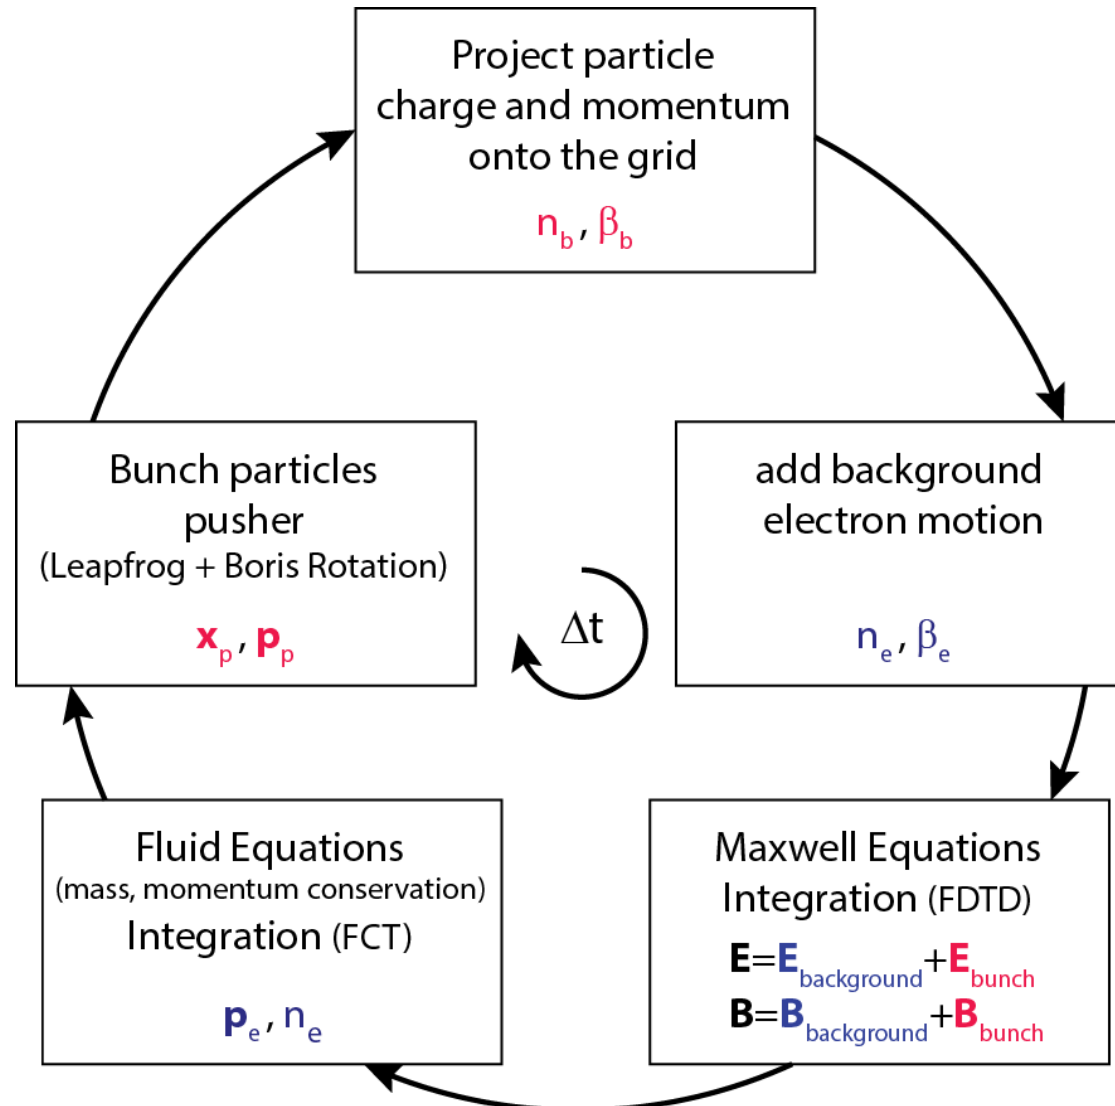 Project particle
charge and momentum
onto the grid
n_b, β_b
add background
electron motion
n_e, β_e
Maxwell Equations
Integration (FDTD)
E=E_background+E_bunch
B=B_background+B_bunch
Fluid Equations
(mass, momentum conservation)
Integration (FCT)
p_e, n_e
Bunch particles
pusher
(Leapfrog + Boris Rotation)
x_p, p_p
Δt